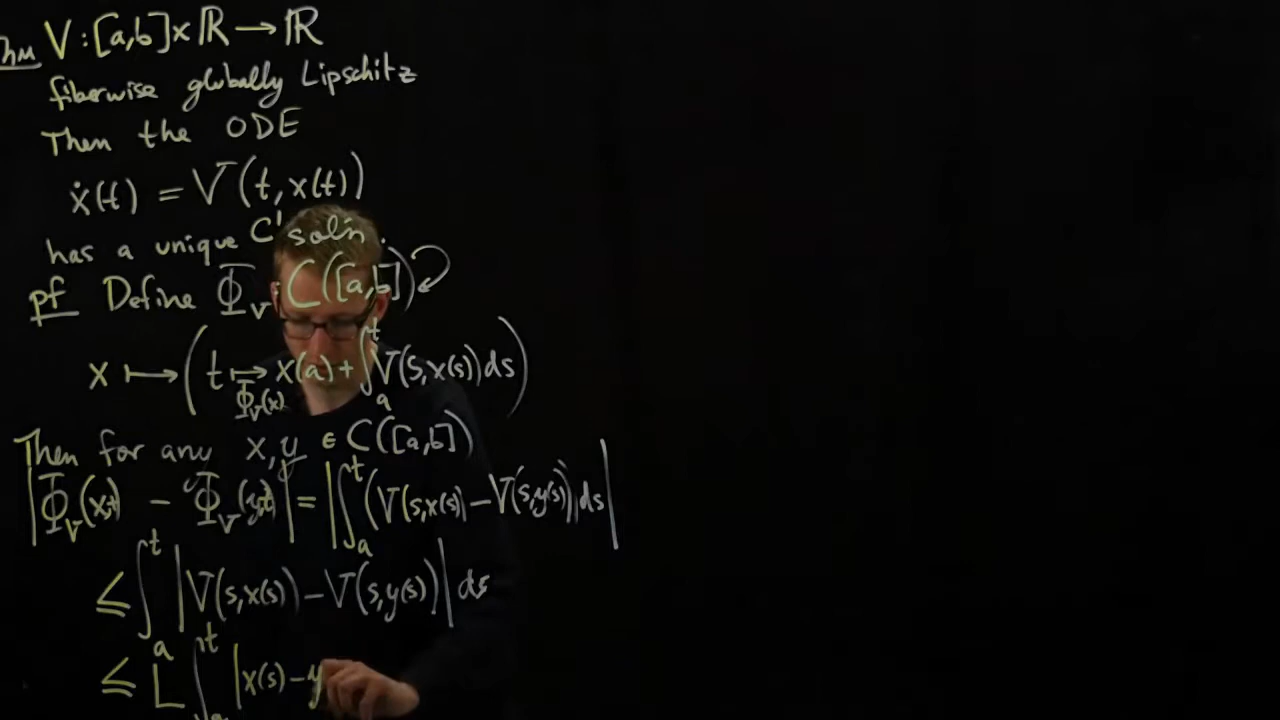 Thm V : [a,b] × ℝ → ℝ
fiberwise globally Lipschitz
Then the ODE
ẋ(t) = V(t, x(t))
has a unique C¹ sol'n.
pf Define Φ_V : C([a,b]) ↩
x ⟼ ( t ⟼ x(a) + ∫_a^t V(s, x(s)) ds )
Φ_V(x)
Then for any x, y ∈ C([a,b])
| Φ_V(x,t) − Φ_V(y,t) | = | ∫_a^t (V(s,x(s)) − V(s,y(s))) ds |
≤ ∫_a^t | V(s,x(s)) − V(s,y(s)) | ds
≤ L ∫_a^t | x(s) − y